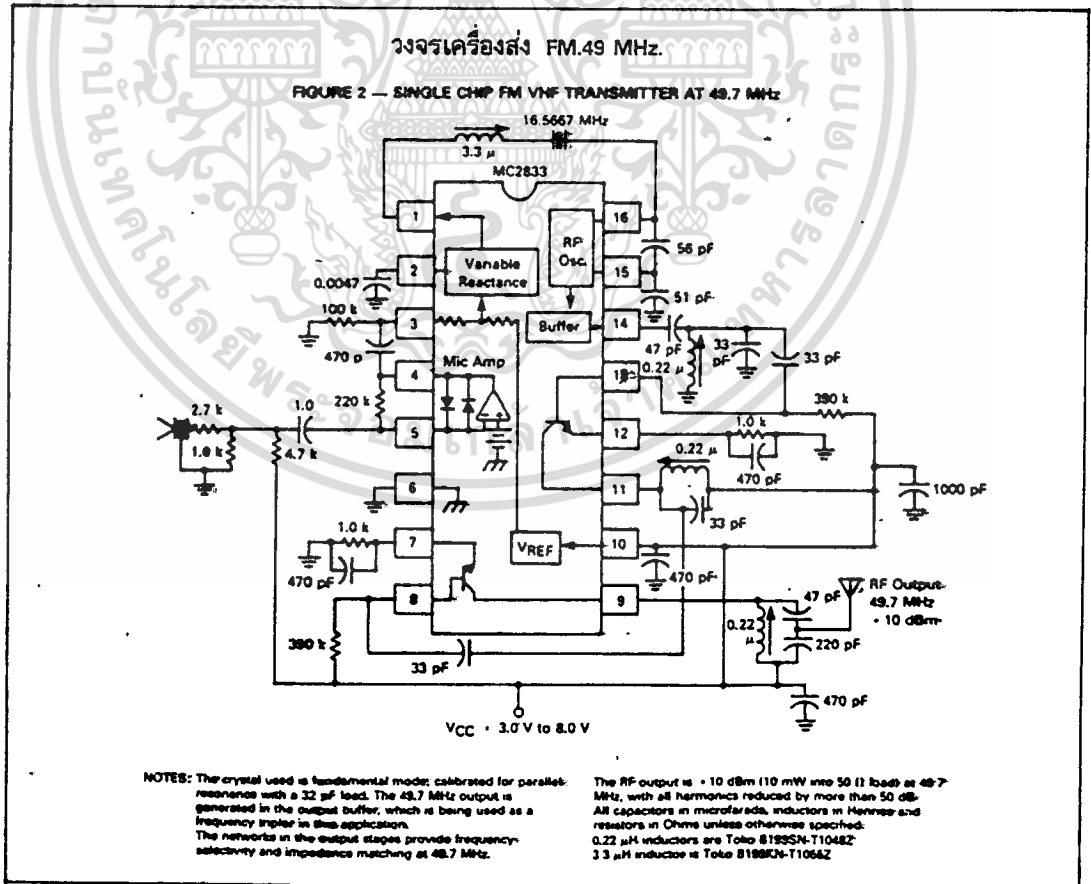 วงจรเครื่องส่ง FM.49 MHz.
FIGURE 2 — SINGLE CHIP FM VHF TRANSMITTER AT 49.7 MHz
16.5667 MHz
3.3 μ
MC2833
1
16
RF Osc.
56 pF
Variable Reactance
2
15
0.0047
51 pF
100 k
3
Buffer
14
47 pF
33 pF
33 pF
470 p
Mic Amp
0.22 μ
4
13
220 k
390 k
2.7 k
1.0
5
12
1.0 k
1.0 k
4.7 k
0.22 μ
470 pF
6
11
1000 pF
33 pF
1.0 k
7
VREF
10
470 pF
470 pF
RF Output
49.7 MHz
+ 10 dBm
8
9
47 pF
0.22 μ
220 pF
390 k
33 pF
470 pF
VCC = 3.0 V to 8.0 V
NOTES: The crystal used is fundamental mode, calibrated for parallel
resonance with a 32 pF load. The 49.7 MHz output is
generated in the output buffer, which is being used as a
frequency tripler in this application.
The networks in the output stages provide frequency
selectivity and impedance matching at 49.7 MHz.
The RF output is + 10 dBm (10 mW into 50 Ω load) at 49.7
MHz, with all harmonics reduced by more than 50 dB.
All capacitors in microfarads, inductors in Henries and
resistors in Ohms unless otherwise specified.
0.22 μH inductors are Toko
3.3 μH inductor is Toko